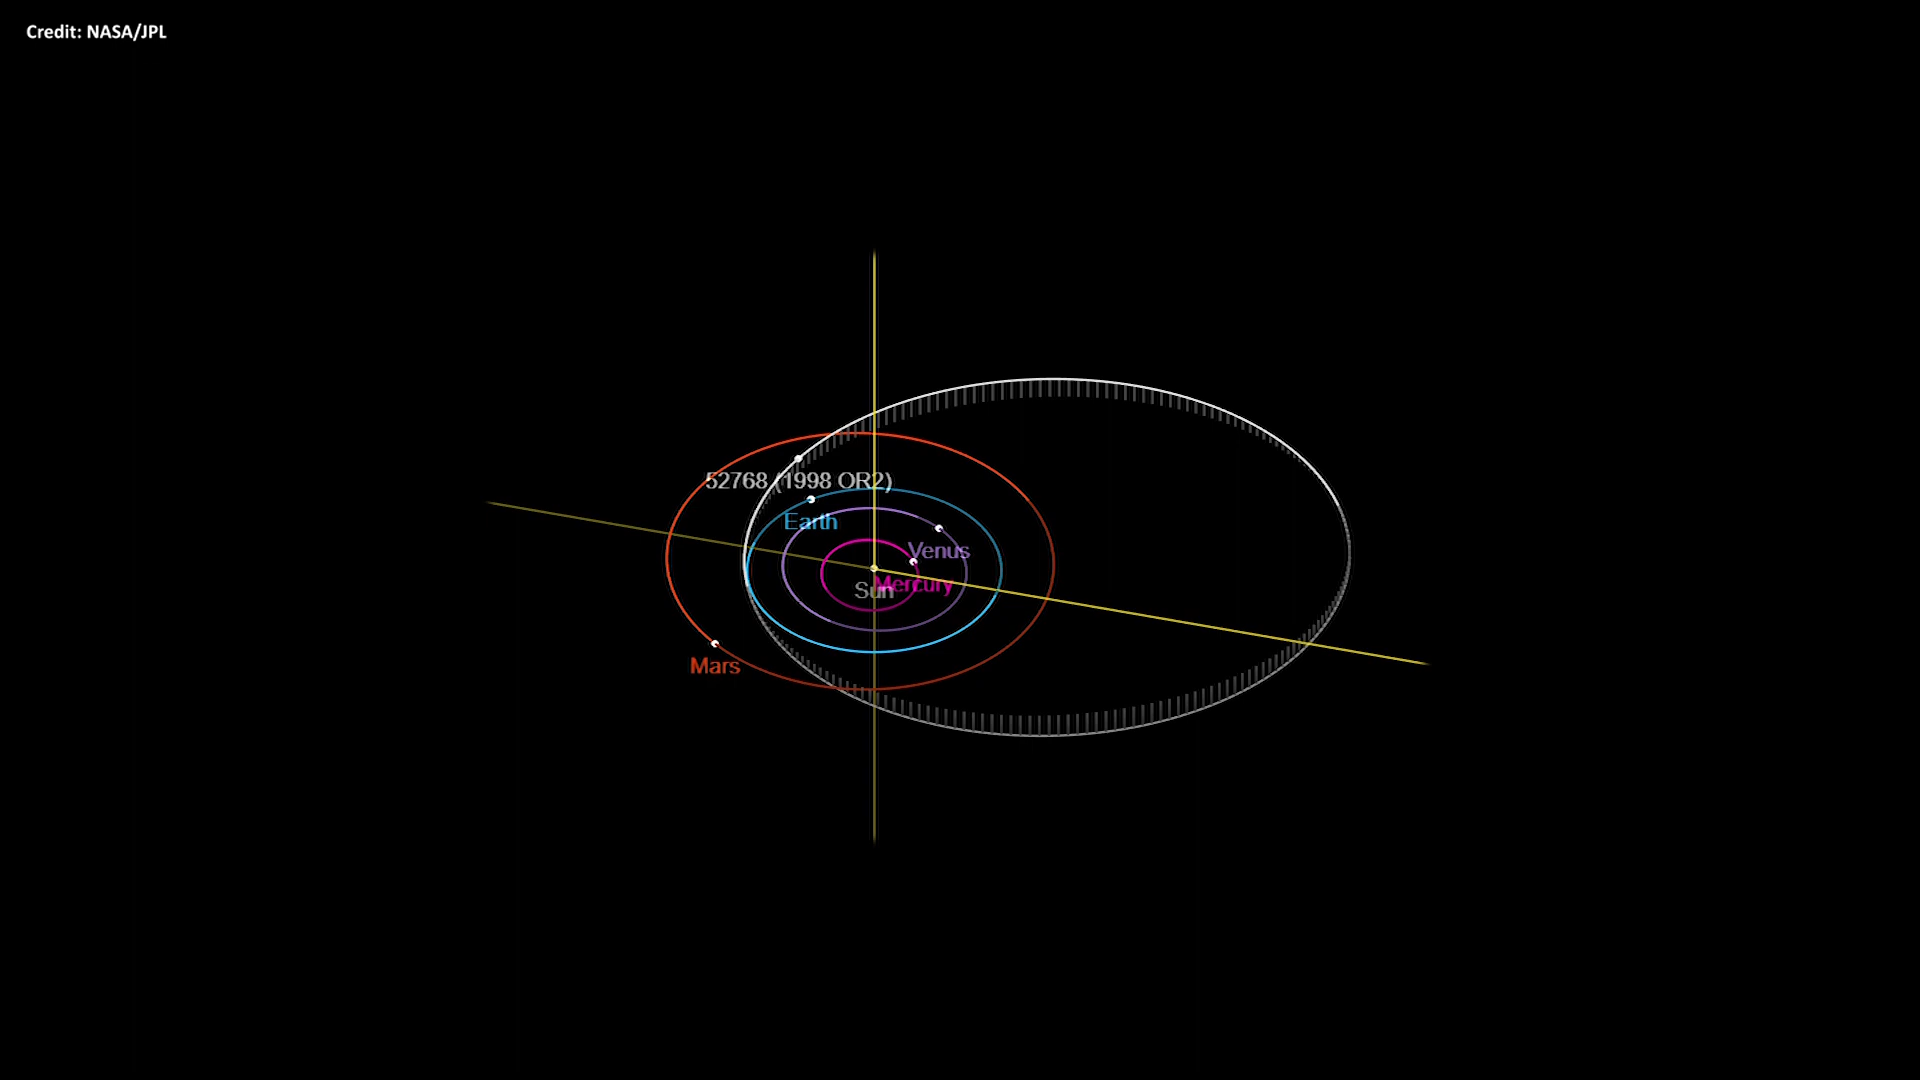 Credit: NASA/JPL
52768 (1998 OR2)
Earth
Venus
Mercury
Sun
Mars